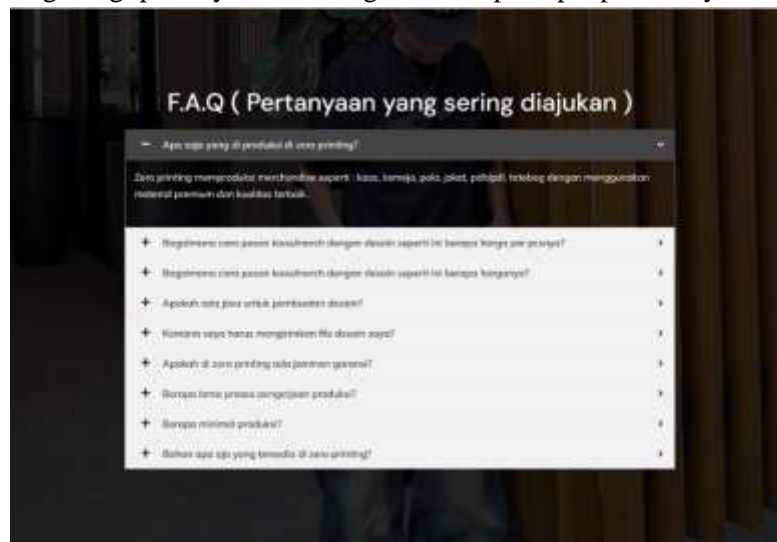 F.A.Q ( Pertanyaan yang sering diajukan )
Apa saja yang di produksi di zero printing?
Zero printing memproduksi merchandise seperti : kaos, kemeja, polo, jaket, totebag dengan menggunakan
material premium dan kualitas terbaik.
Bagaimana cara pesan kaos/merch dengan desain seperti ini berapa harga per pcsnya?
Bagaimana cara pesan kaos/merch dengan desain seperti ini berapa harganya?
Apakah ada jasa untuk pembuatan desain?
Kemana saya harus mengirimkan file desain saya?
Apakah di zero printing ada jaminan garansi?
Berapa lama proses pengerjaan produksi?
Berapa minimal produksi?
Bahan apa aja yang tersedia di zero printing?